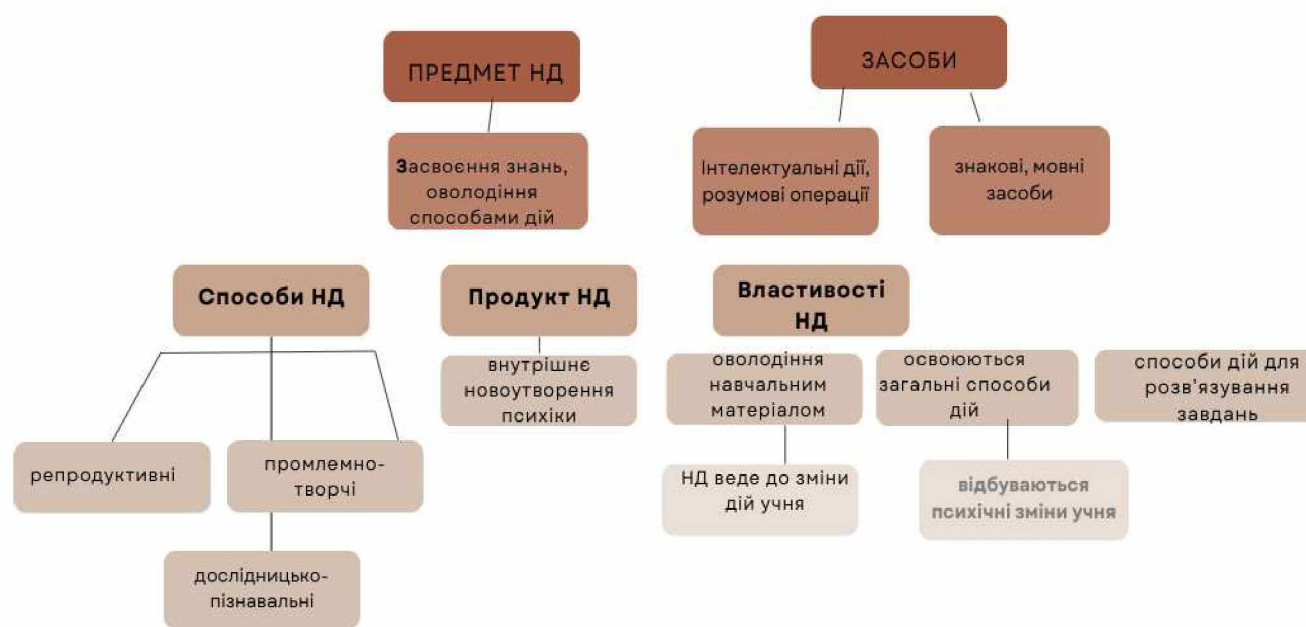 ПРЕДМЕТ НД
ЗАСОБИ
Засвоєння знань,
оволодіння
способами дій
Інтелектуальні дії,
розумові операції
знакові, мовні
засоби
Способи НД
Продукт НД
Властивості
НД
внутрішнє
новоутворення
психіки
оволодіння
навчальним
матеріалом
освоюються
загальні способи
дій
способи дій для
розв'язування
завдань
репродуктивні
промлемно-
творчі
НД веде до зміни
дій учня
відбуваються
психічні зміни учня
дослідницько-
пізнавальні